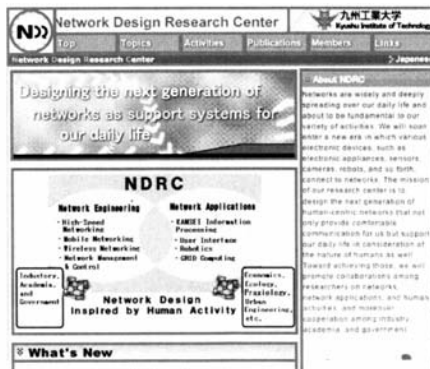 N》
Network Design Research Center
九州工業大学
Kyushu Institute of Technology
Top Topics Activities Publications Members Links
Network Design Research Center
Japanese
Designing the next generation of
networks as support systems for
our daily life
NDRC
Network Engineering
・High-Speed
Networking
・Mobile Networking
・Wireless Networking
・Network Management
& Control
Network Applications
・KANSEI Information
Processing
・User Interface
・Robotics
・GRID Computing
Industory,
Academia,
and
Government
Economics,
Ecology,
Praxiology,
Urban
Engineering,
etc.
Network Design
Inspired by Human Activity
What's New
About NDRC
Networks are widely and deeply
spreading over our daily life and
about to be fundamental to our
variety of activities. We will soon
enter a new era in which various
electronic devices, such as
electronic appliances, sensors,
cameras, robots, and so forth,
connect to networks. The mission
of our research center is to
design the next generation of
human-centric networks that not
only provide comfortable
communication for us but support
our daily life in consideration of
the nature of humans as well.
Toward achieving those, we will
promote collaborations among
researchers on networks,
network applications, and human
activities, and moreover
cooperation among industry,
academia, and government.